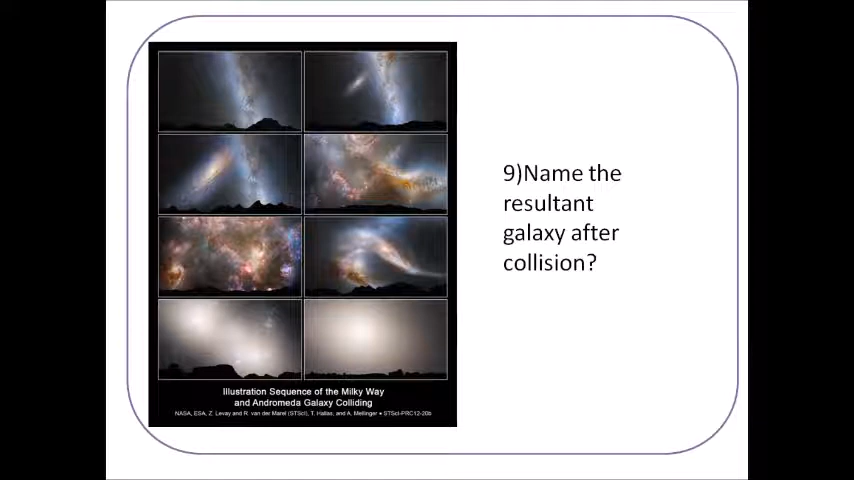 9)Name the
resultant
galaxy after
collision?
Illustration Sequence of the Milky Way
and Andromeda Galaxy Colliding
NASA, ESA, Z. Levay and R. van der Marel (STScI), T. Hallas, and A. Mellinger • STScI-PRC12-20b